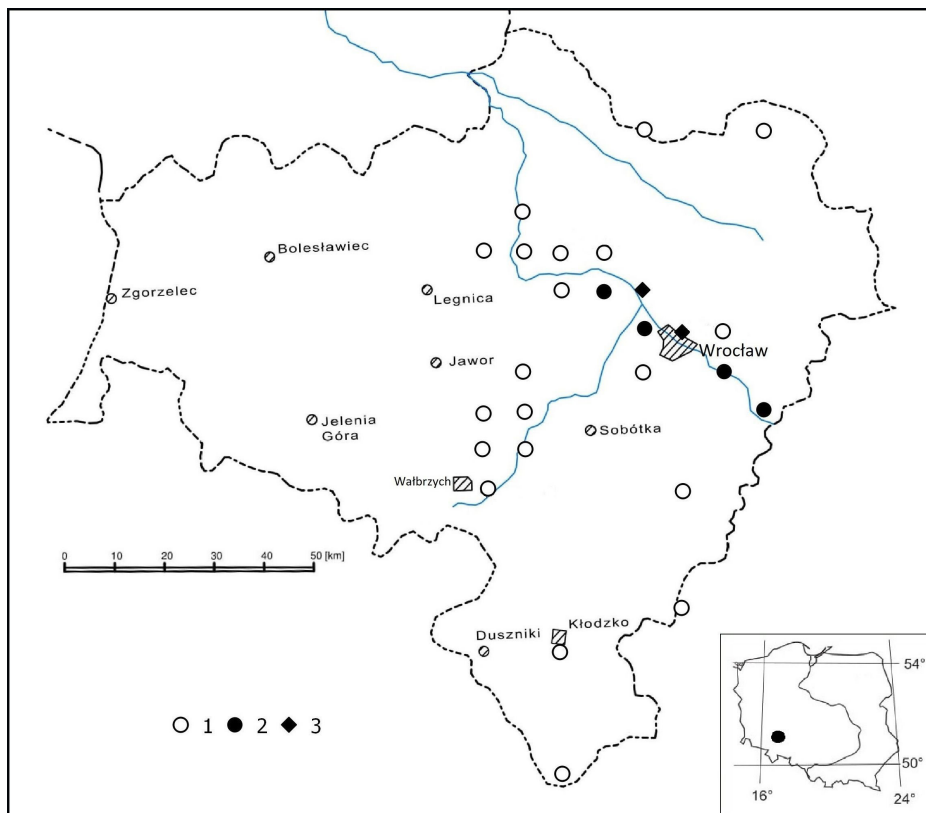 Bolesławiec
Zgorzelec
Legnica
Wrocław
Jawor
Jelenia
Góra
Sobótka
Wałbrzych
0 10 20 30 40 50 [km]
Kłodzko
Duszniki
1 2 3
54°
50°
16° 24°